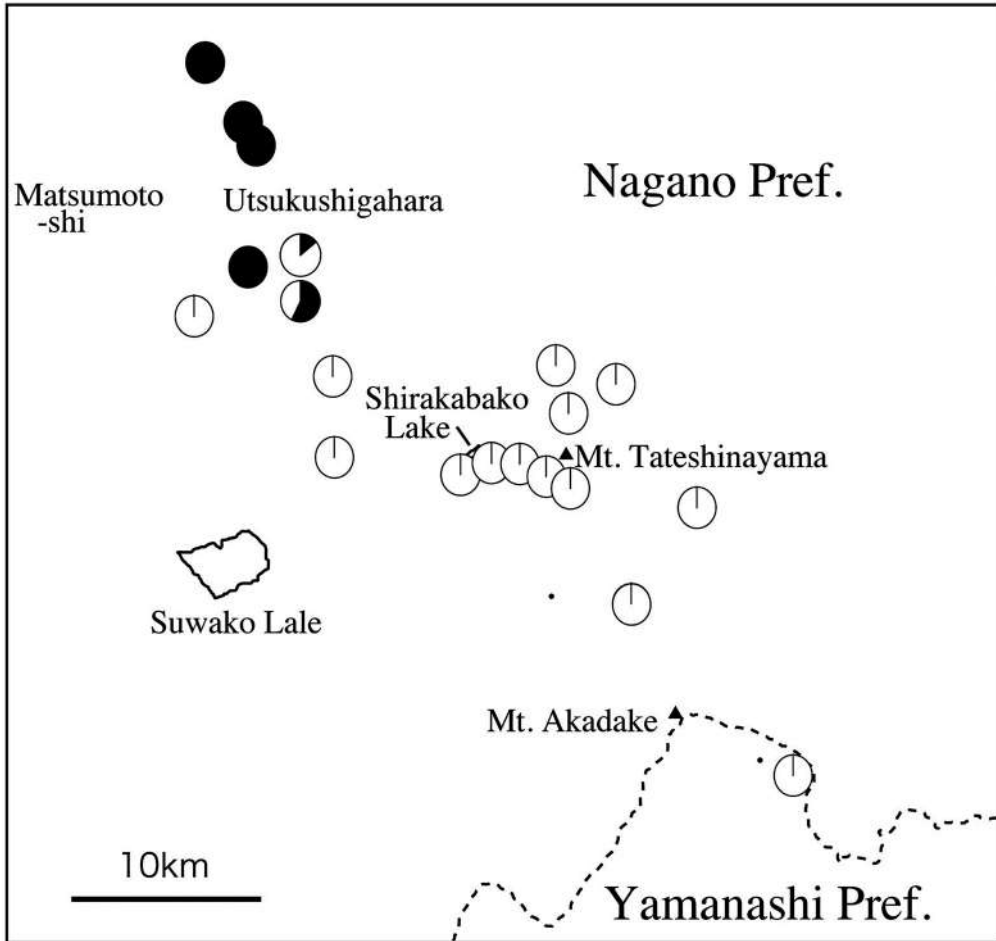 Nagano Pref.
Matsumoto
-shi
Utsukushigahara
Shirakabako
Lake
Mt. Tateshinayama
Suwako Lale
Mt. Akadake
10km
Yamanashi Pref.